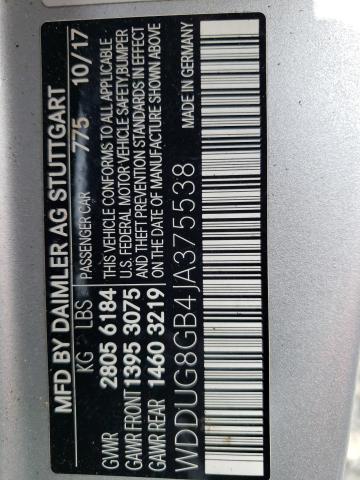 MFD BY DAIMLER AG STUTTGART
KG LBS PASSENGER CAR 775 10/17
GVWR 2805 6184 THIS VEHICLE CONFORMS TO ALL APPLICABLE
GAWR FRONT 1395 3075 U.S. FEDERAL MOTOR VEHICLE SAFETY,BUMPER
GAWR REAR 1460 3219 AND THEFT PREVENTION STANDARDS IN EFFECT
ON THE DATE OF MANUFACTURE SHOWN ABOVE
MADE IN GERMANY
WDDUG8GB4JA375538